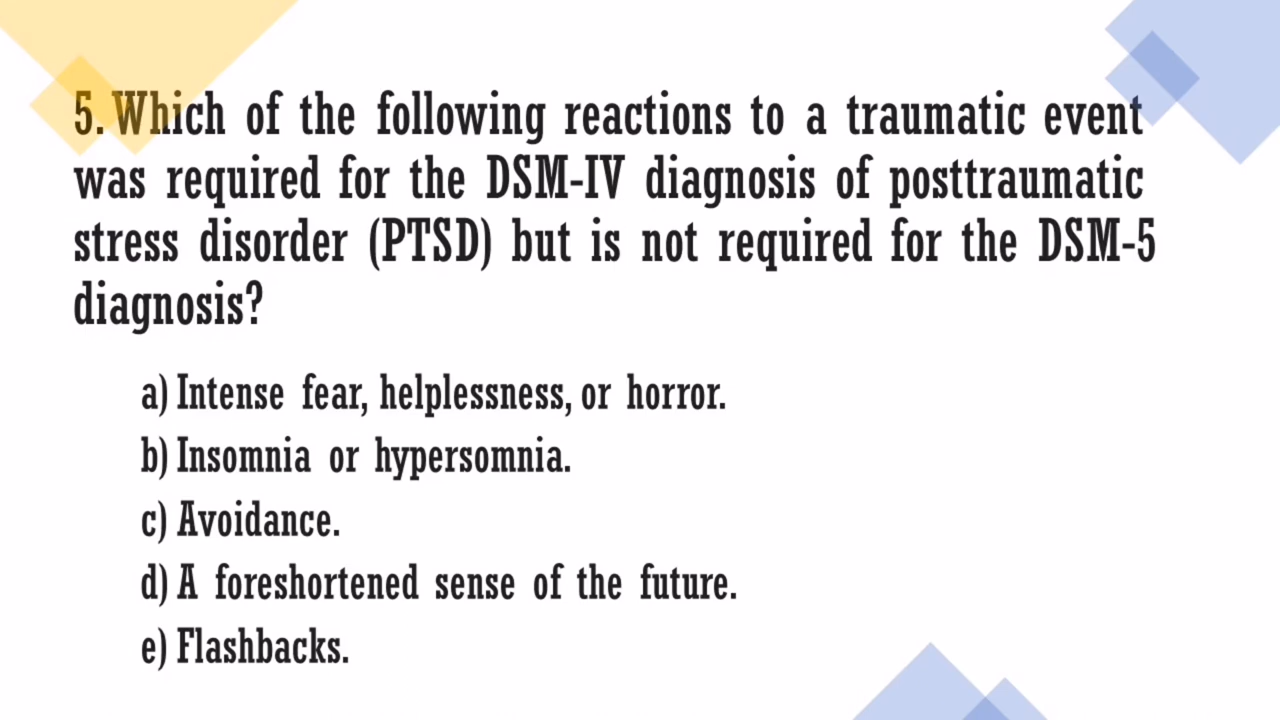 5. Which of the following reactions to a traumatic event
was required for the DSM-IV diagnosis of posttraumatic
stress disorder (PTSD) but is not required for the DSM-5
diagnosis?
a) Intense fear, helplessness, or horror.
b) Insomnia or hypersomnia.
c) Avoidance.
d) A foreshortened sense of the future.
e) Flashbacks.